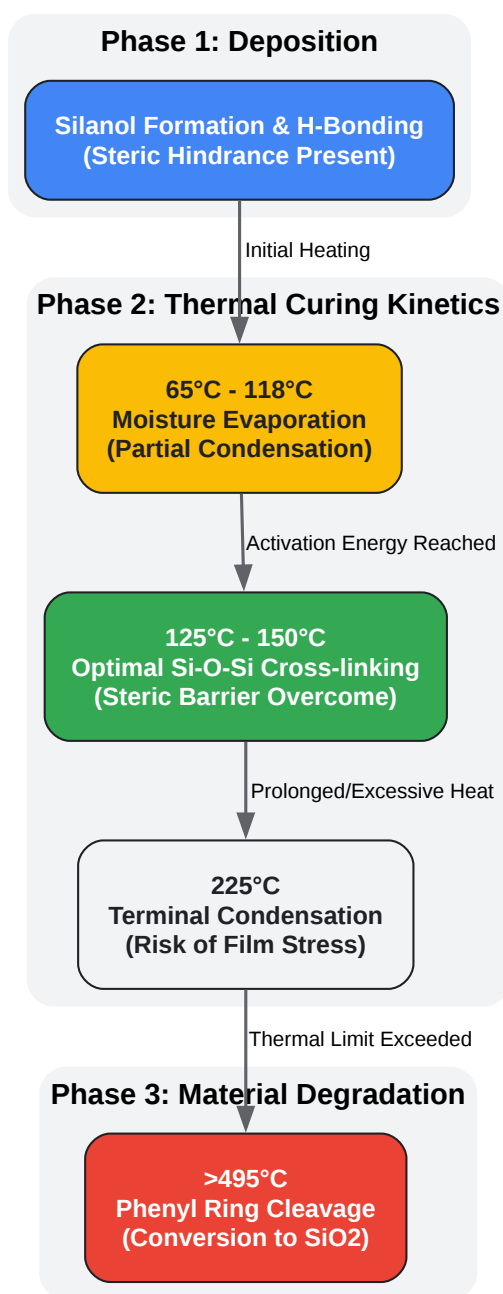 Phase 1: Deposition
Silanol Formation & H-Bonding
(Steric Hindrance Present)
Initial Heating
Phase 2: Thermal Curing Kinetics
65°C - 118°C
Moisture Evaporation
(Partial Condensation)
Activation Energy Reached
125°C - 150°C
Optimal Si-O-Si Cross-linking
(Steric Barrier Overcome)
Prolonged/Excessive Heat
225°C
Terminal Condensation
(Risk of Film Stress)
Thermal Limit Exceeded
Phase 3: Material Degradation
>495°C
Phenyl Ring Cleavage
(Conversion to SiO2)